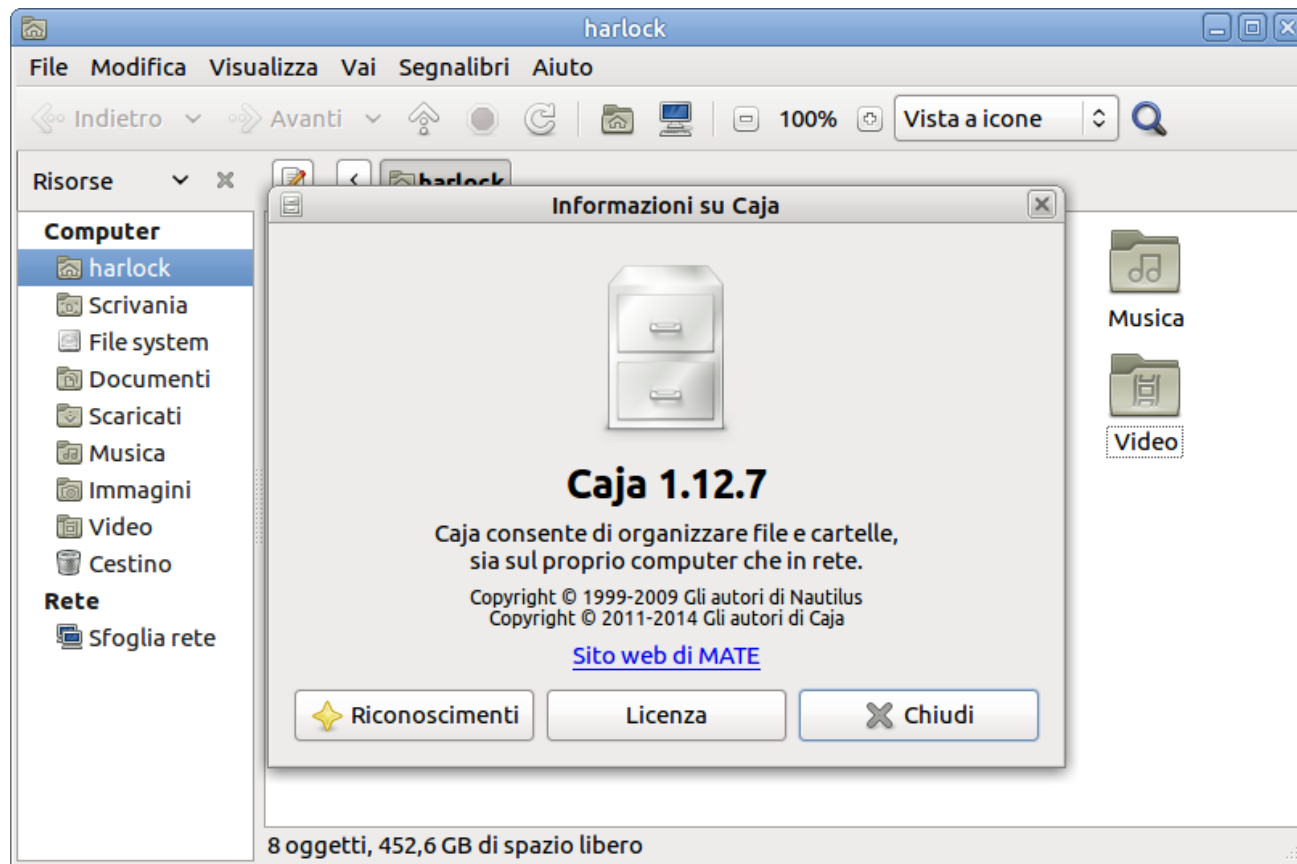 harlock
File Modifica Visualizza Vai Segnalibri Aiuto
Indietro Avanti 100% Vista a icone
Risorse
harlock
Informazioni su Caja
Computer
harlock
Scrivania
File system
Documenti
Scaricati
Musica
Immagini
Video
Cestino
Rete
Sfoglia rete
Caja 1.12.7
Caja consente di organizzare file e cartelle,
sia sul proprio computer che in rete.
Copyright © 1999-2009 Gli autori di Nautilus
Copyright © 2011-2014 Gli autori di Caja
Sito web di MATE
Riconoscimenti Licenza Chiudi
Musica
Video
8 oggetti, 452,6 GB di spazio libero